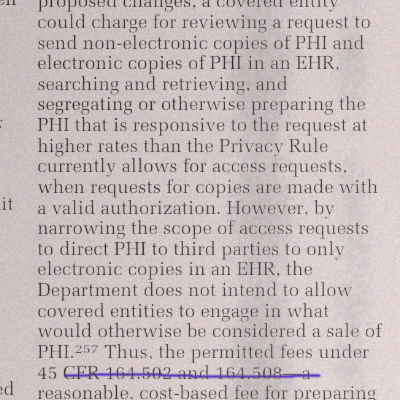 proposed changes, a covered entity
could charge for reviewing a request to
send non-electronic copies of PHI and
electronic copies of PHI in an EHR,
searching and retrieving, and
segregating or otherwise preparing the
PHI that is responsive to the request at
higher rates than the Privacy Rule
currently allows for access requests,
when requests for copies are made with
it a valid authorization. However, by
narrowing the scope of access requests
to direct PHI to third parties to only
electronic copies in an EHR, the
Department does not intend to allow
covered entities to engage in what
would otherwise be considered a sale of
PHI.²⁵⁷ Thus, the permitted fees under
45 CFR 164.502 and 164.508—a
reasonable, cost-based fee for preparing